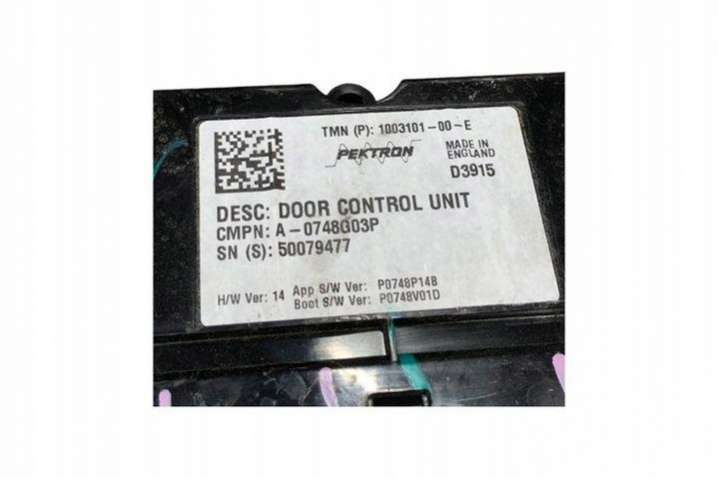 TMN (P): 1003101-00-E
PEKTRON
MADE IN
ENGLAND
D3915
DESC: DOOR CONTROL UNIT
CMPN: A-0748G03P
SN (S): 50079477
H/W Ver: 14 App S/W Ver: P0748P14B
Boot S/W Ver: P0748V01D